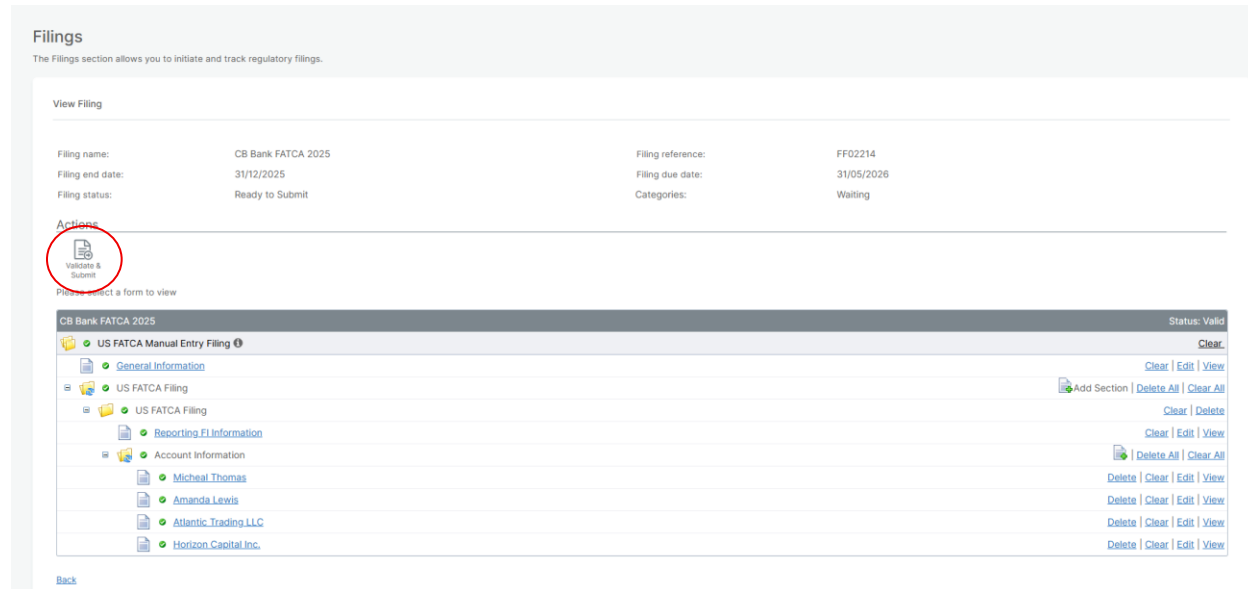 Filings
The Filings section allows you to initiate and track regulatory filings.
View Filing
Filing name: CB Bank FATCA 2025 Filing reference: FF02214
Filing end date: 31/12/2025 Filing due date: 31/05/2026
Filing status: Ready to Submit Categories: Waiting
Actions
Validate &
Submit
Please select a form to view
CB Bank FATCA 2025 Status: Valid
US FATCA Manual Entry Filing Clear
General Information Clear | Edit | View
US FATCA Filing Add Section | Delete All | Clear All
US FATCA Filing Clear | Delete
Reporting FI Information Clear | Edit | View
Account Information | Delete All | Clear All
Micheal Thomas Delete | Clear | Edit | View
Amanda Lewis Delete | Clear | Edit | View
Atlantic Trading LLC Delete | Clear | Edit | View
Horizon Capital Inc. Delete | Clear | Edit | View
Back